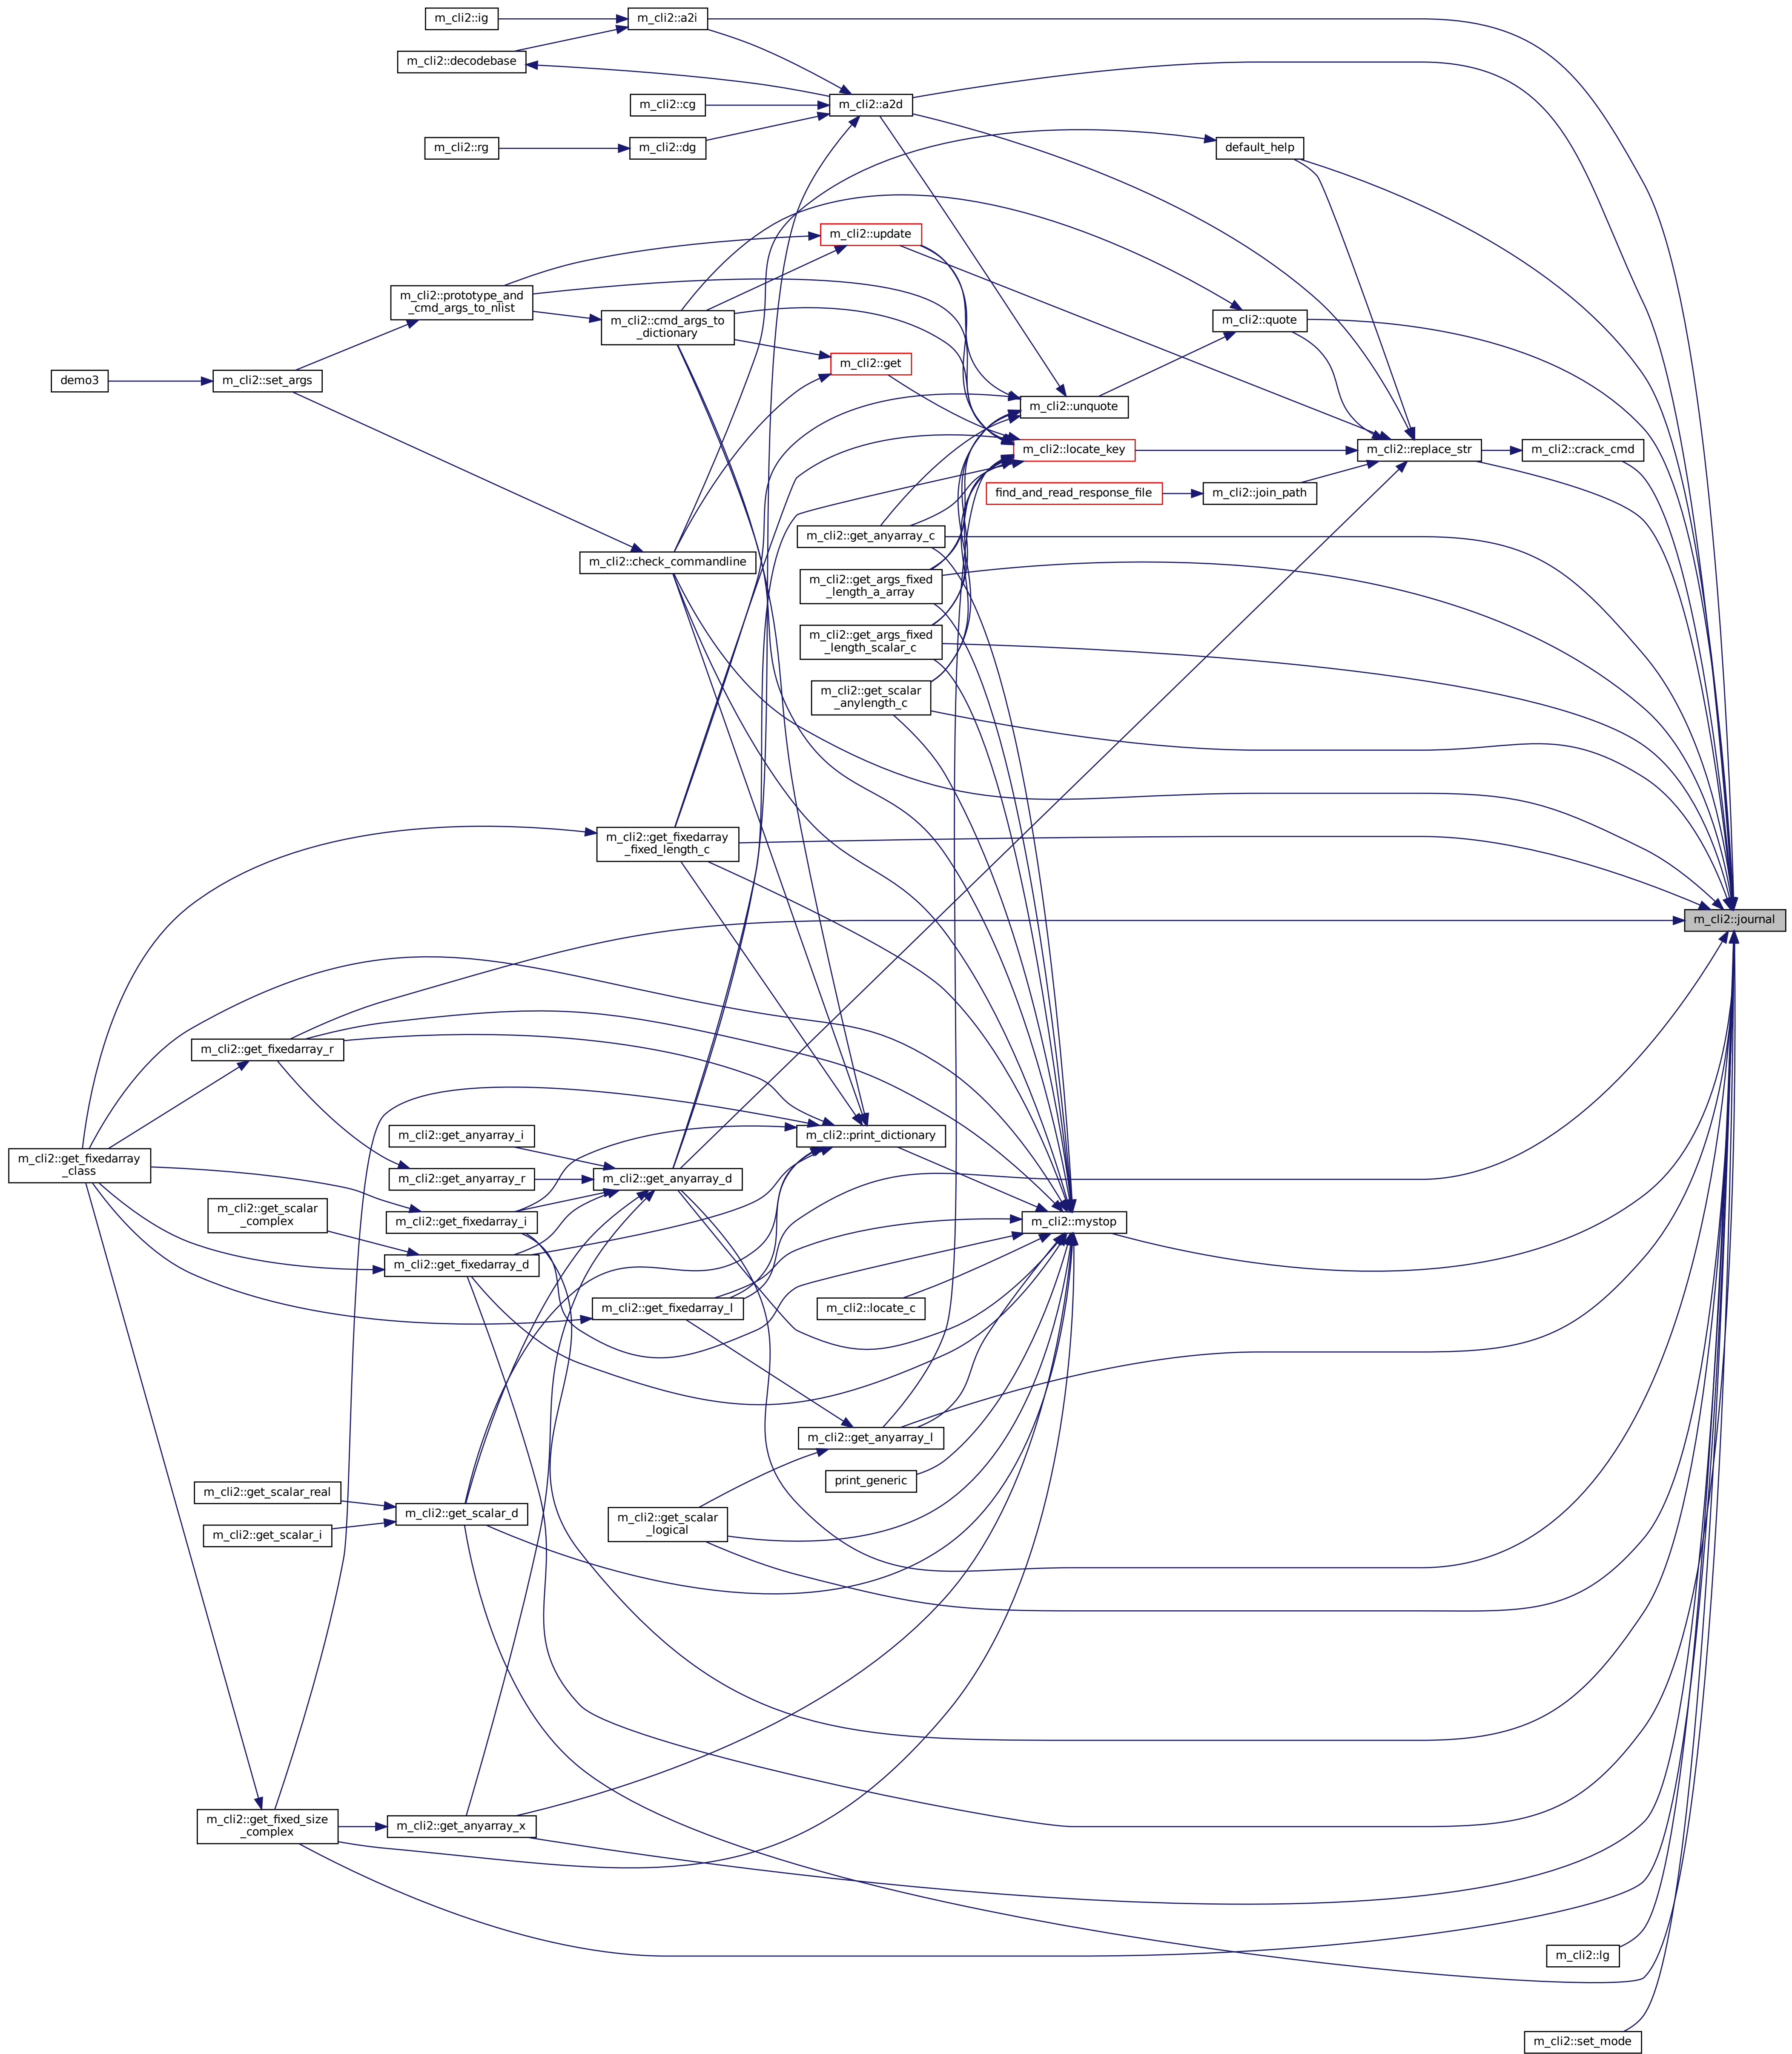 m_cli2::ig
m_cli2::a2i
m_cli2::decodebase
m_cli2::cg
m_cli2::a2d
m_cli2::rg
m_cli2::dg
default_help
m_cli2::update
m_cli2::prototype_and
_cmd_args_to_nlist
m_cli2::cmd_args_to
_dictionary
m_cli2::quote
m_cli2::get
demo3
m_cli2::set_args
m_cli2::unquote
m_cli2::locate_key
m_cli2::replace_str
m_cli2::crack_cmd
find_and_read_response_file
m_cli2::join_path
m_cli2::get_anyarray_c
m_cli2::check_commandline
m_cli2::get_args_fixed
_length_a_array
m_cli2::get_args_fixed
_length_scalar_c
m_cli2::get_scalar
_anylength_c
m_cli2::get_fixedarray
_fixed_length_c
m_cli2::journal
m_cli2::get_fixedarray_r
m_cli2::get_anyarray_i
m_cli2::print_dictionary
m_cli2::get_fixedarray
_class
m_cli2::get_anyarray_r
m_cli2::get_anyarray_d
m_cli2::get_scalar
_complex
m_cli2::get_fixedarray_i
m_cli2::mystop
m_cli2::get_fixedarray_d
m_cli2::get_fixedarray_l
m_cli2::locate_c
m_cli2::get_anyarray_l
print_generic
m_cli2::get_scalar_real
m_cli2::get_scalar_d
m_cli2::get_scalar_i
m_cli2::get_scalar
_logical
m_cli2::get_fixed_size
_complex
m_cli2::get_anyarray_x
m_cli2::lg
m_cli2::set_mode